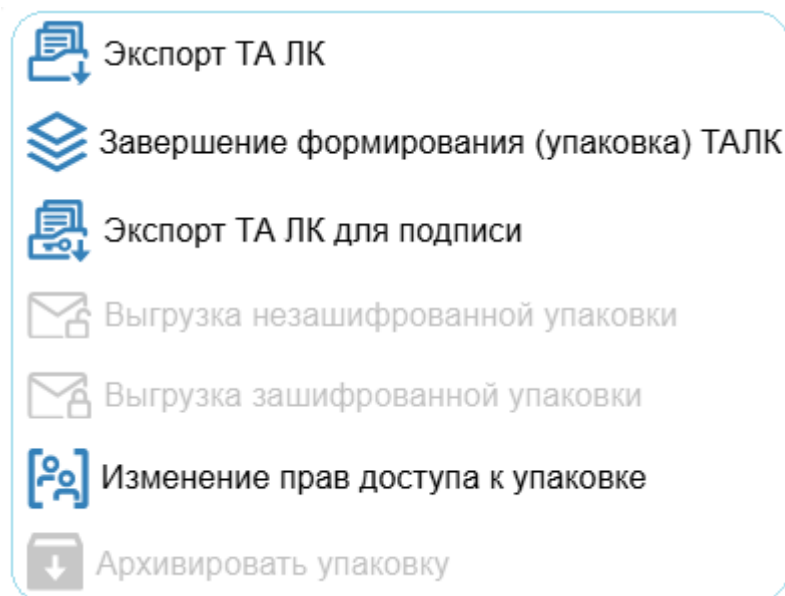 Экспорт ТА ЛК
Завершение формирования (упаковка) ТАЛК
Экспорт ТА ЛК для подписи
Выгрузка незашифрованной упаковки
Выгрузка зашифрованной упаковки
Изменение прав доступа к упаковке
Архивировать упаковку